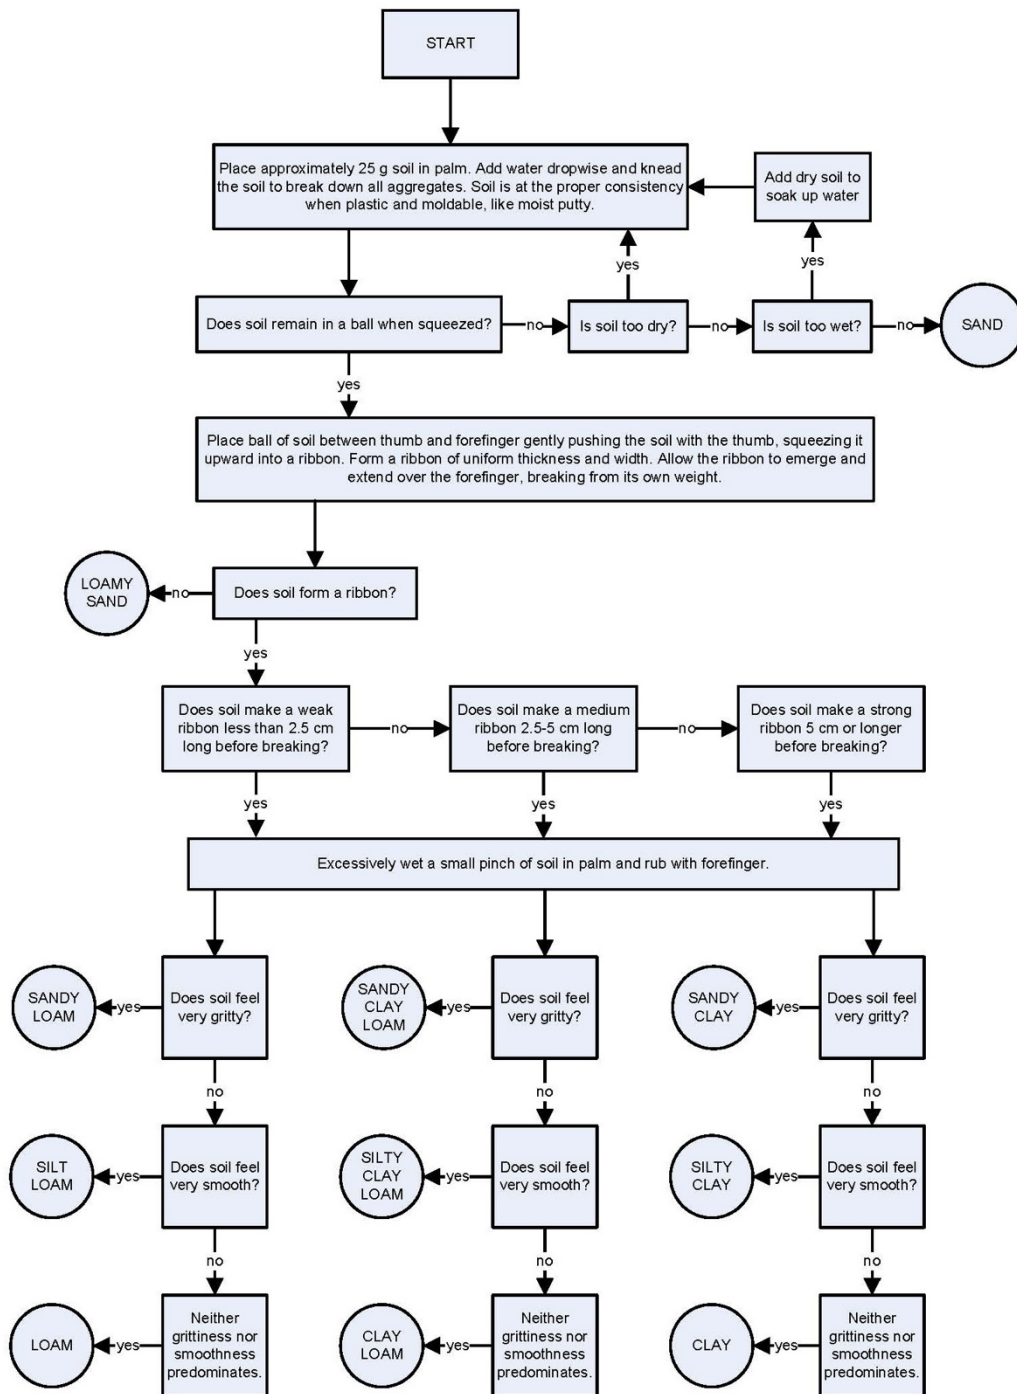 START
Place approximately 25 g soil in palm. Add water dropwise and knead
the soil to break down all aggregates. Soil is at the proper consistency
when plastic and moldable, like moist putty.
Add dry soil to
soak up water
yes
yes
Does soil remain in a ball when squeezed?
no
Is soil too dry?
no
Is soil too wet?
no
SAND
yes
Place ball of soil between thumb and forefinger gently pushing the soil with the thumb, squeezing it
upward into a ribbon. Form a ribbon of uniform thickness and width. Allow the ribbon to emerge and
extend over the forefinger, breaking from its own weight.
LOAMY
SAND
no
Does soil form a ribbon?
yes
Does soil make a weak
ribbon less than 2.5 cm
long before breaking?
no
Does soil make a medium
ribbon 2.5-5 cm long
before breaking?
no
Does soil make a strong
ribbon 5 cm or longer
before breaking?
yes
yes
yes
Excessively wet a small pinch of soil in palm and rub with forefinger.
SANDY
LOAM
yes
Does soil feel
very gritty?
SANDY
CLAY
LOAM
yes
Does soil feel
very gritty?
SANDY
CLAY
yes
Does soil feel
very gritty?
no
no
no
SILT
LOAM
yes
Does soil feel
very smooth?
SILTY
CLAY
LOAM
yes
Does soil feel
very smooth?
SILTY
CLAY
yes
Does soil feel
very smooth?
no
no
no
LOAM
yes
Neither
grittiness nor
smoothness
predominates.
CLAY
LOAM
yes
Neither
grittiness nor
smoothness
predominates.
CLAY
yes
Neither
grittiness nor
smoothness
predominates.